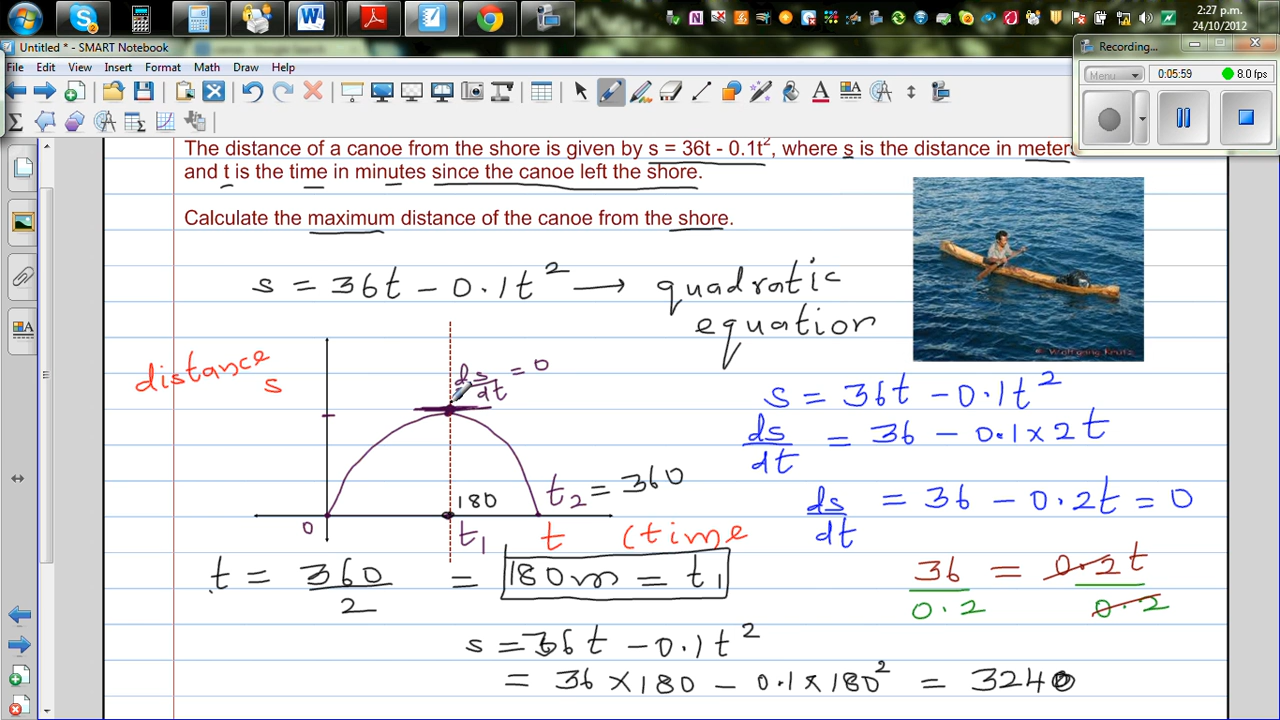 2:27 p.m.
24/10/2012
Untitled * - SMART Notebook
Recording...
File Edit View Insert Format Math Draw Help
Menu
0:05:59
8.0 fps
The distance of a canoe from the shore is given by s = 36t - 0.1t², where s is the distance in meters
and t is the time in minutes since the canoe left the shore.
Calculate the maximum distance of the canoe from the shore.
s = 36t - 0.1t² → quadratic
equation
© Wolfgang Kratz
distance
s
ds/dt = 0
s = 36t - 0.1t²
ds/dt = 36 - 0.1 × 2t
180
t₂ = 360
ds/dt = 36 - 0.2t = 0
0
t₁
t (time
t = 360/2 = 180m = t₁
36/0.2 = 0.2t/0.2
s = 36t - 0.1t²
= 36 × 180 - 0.1 × 180² = 3240